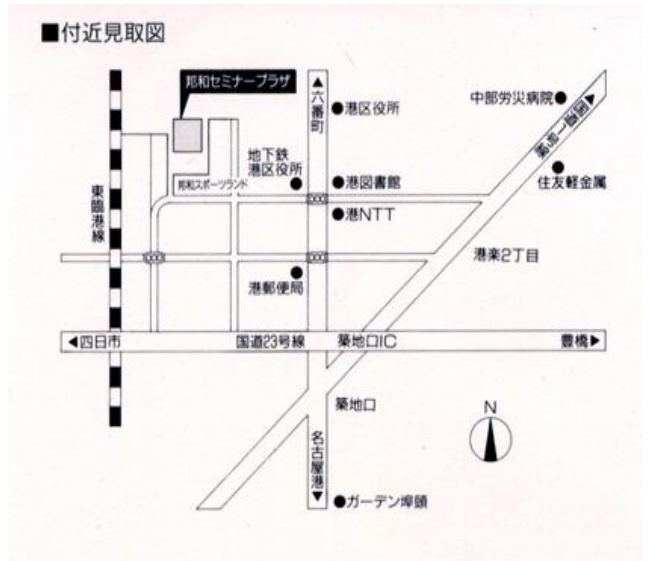 ■付近見取図
邦和セミナープラザ
▲六番町
●港区役所
中部労災病院●
▲国道1号線
地下鉄
港区役所●
邦和スポーツランド
●港図書館
●
住友軽金属
東臨港線
●港NTT
港楽2丁目
港郵便局
◀四日市
国道23号線
築地口IC
豊橋▶
築地口
N
名古屋港▼
●ガーデン埠頭